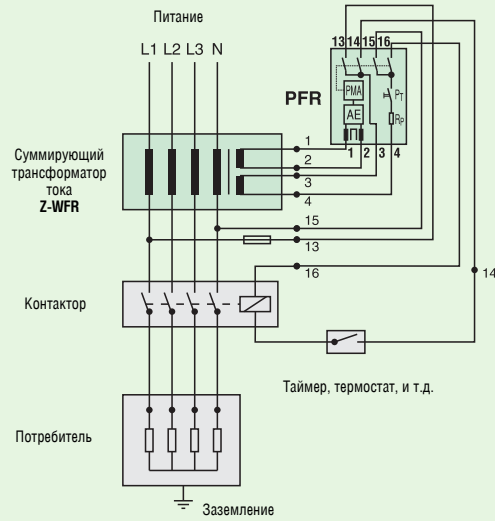 Питание
L1 L2 L3 N
13 14 15 16
PFR
PMA
AE
П
PT
RP
1 2 3 4
Суммирующий
трансформатор
тока
Z-WFR
1
2
3
4
15
13
16
14
Контактор
Таймер, термостат, и т.д.
Потребитель
Заземление